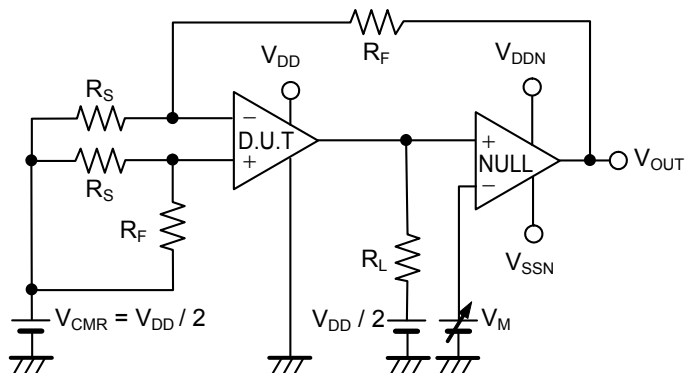 R_F
V_DD
V_DDN
R_S
−
D.U.T
+
+
NULL
−
V_OUT
R_S
R_F
R_L
V_SSN
V_CMR = V_DD / 2
V_DD / 2
V_M